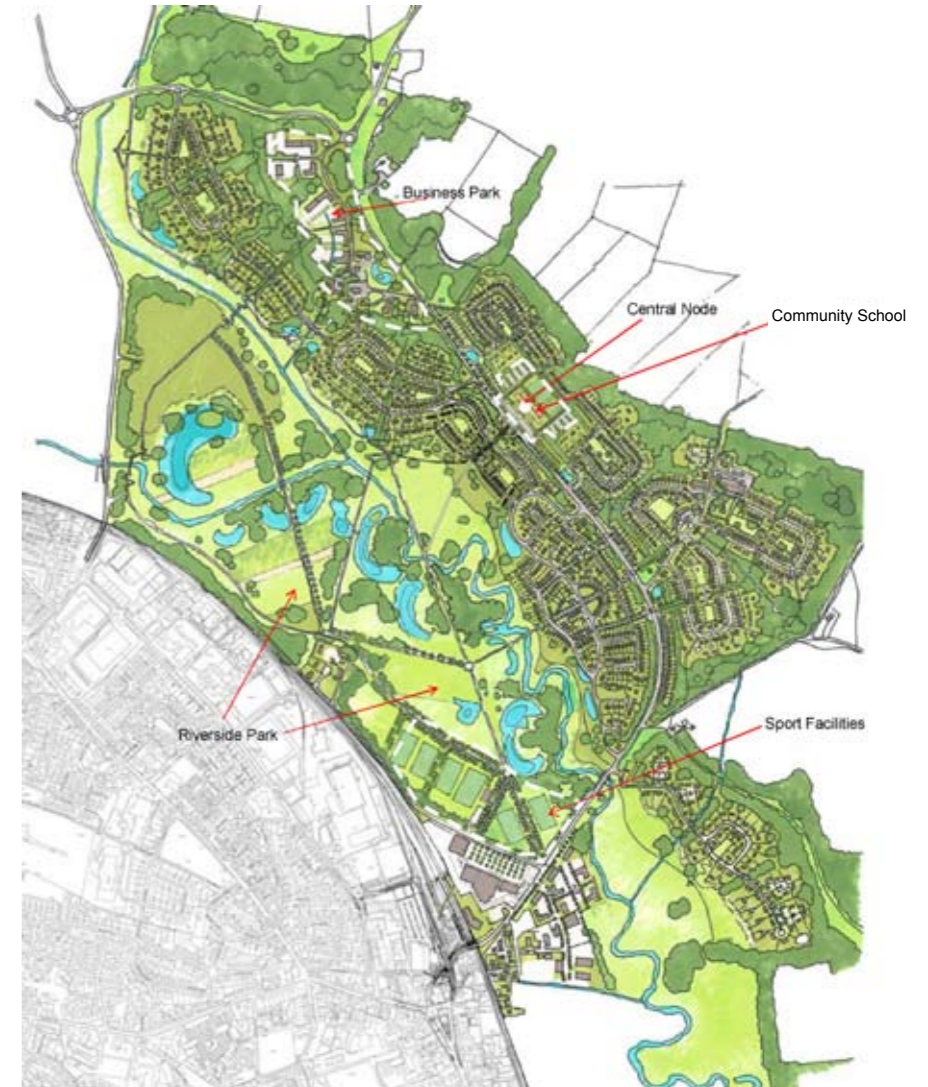 Business Park
Central Node
Community School
Riverside Park
Sport Facilities